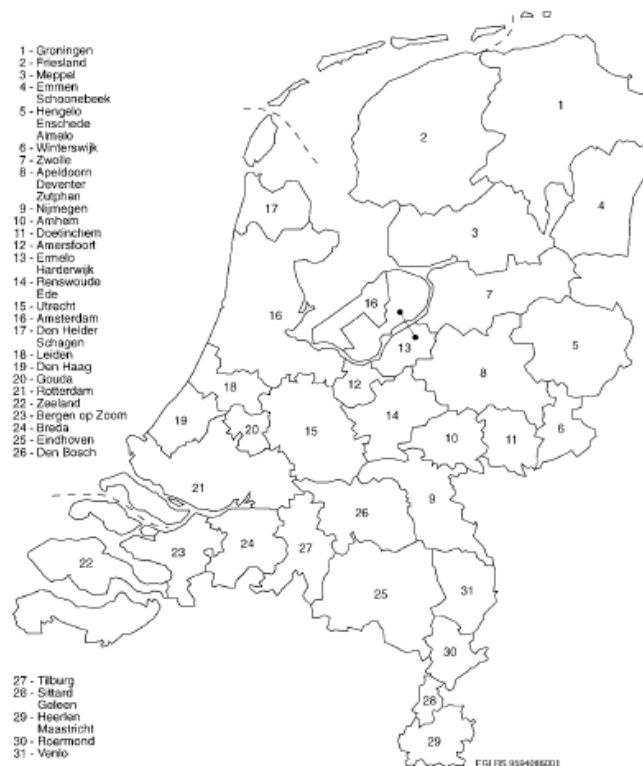 1 - Groningen
2 - Friesland
3 - Meppel
4 - Emmen
Schoonebeek
5 - Hengelo
Enschede
Almelo
6 - Winterswijk
7 - Zwolle
8 - Apeldoorn
Deventer
Zutphen
9 - Nijmegen
10 - Arnhem
11 - Doetinchem
12 - Amersfoort
13 - Ermelo
Harderwijk
14 - Renswoude
Ede
15 - Utrecht
16 - Amsterdam
17 - Den Helder
Schagen
18 - Leiden
19 - Den Haag
20 - Gouda
21 - Rotterdam
22 - Zeeland
23 - Bergen op Zoom
24 - Breda
25 - Eindhoven
26 - Den Bosch
27 - Tilburg
28 - Sittard
Geleen
29 - Heerlen
Maastricht
30 - Roermond
31 - Venlo
1
2
4
17
3
16
16
7
13
5
12
8
18
14
19
20
15
10
11
6
21
9
26
24
27
23
22
25
31
30
28
29